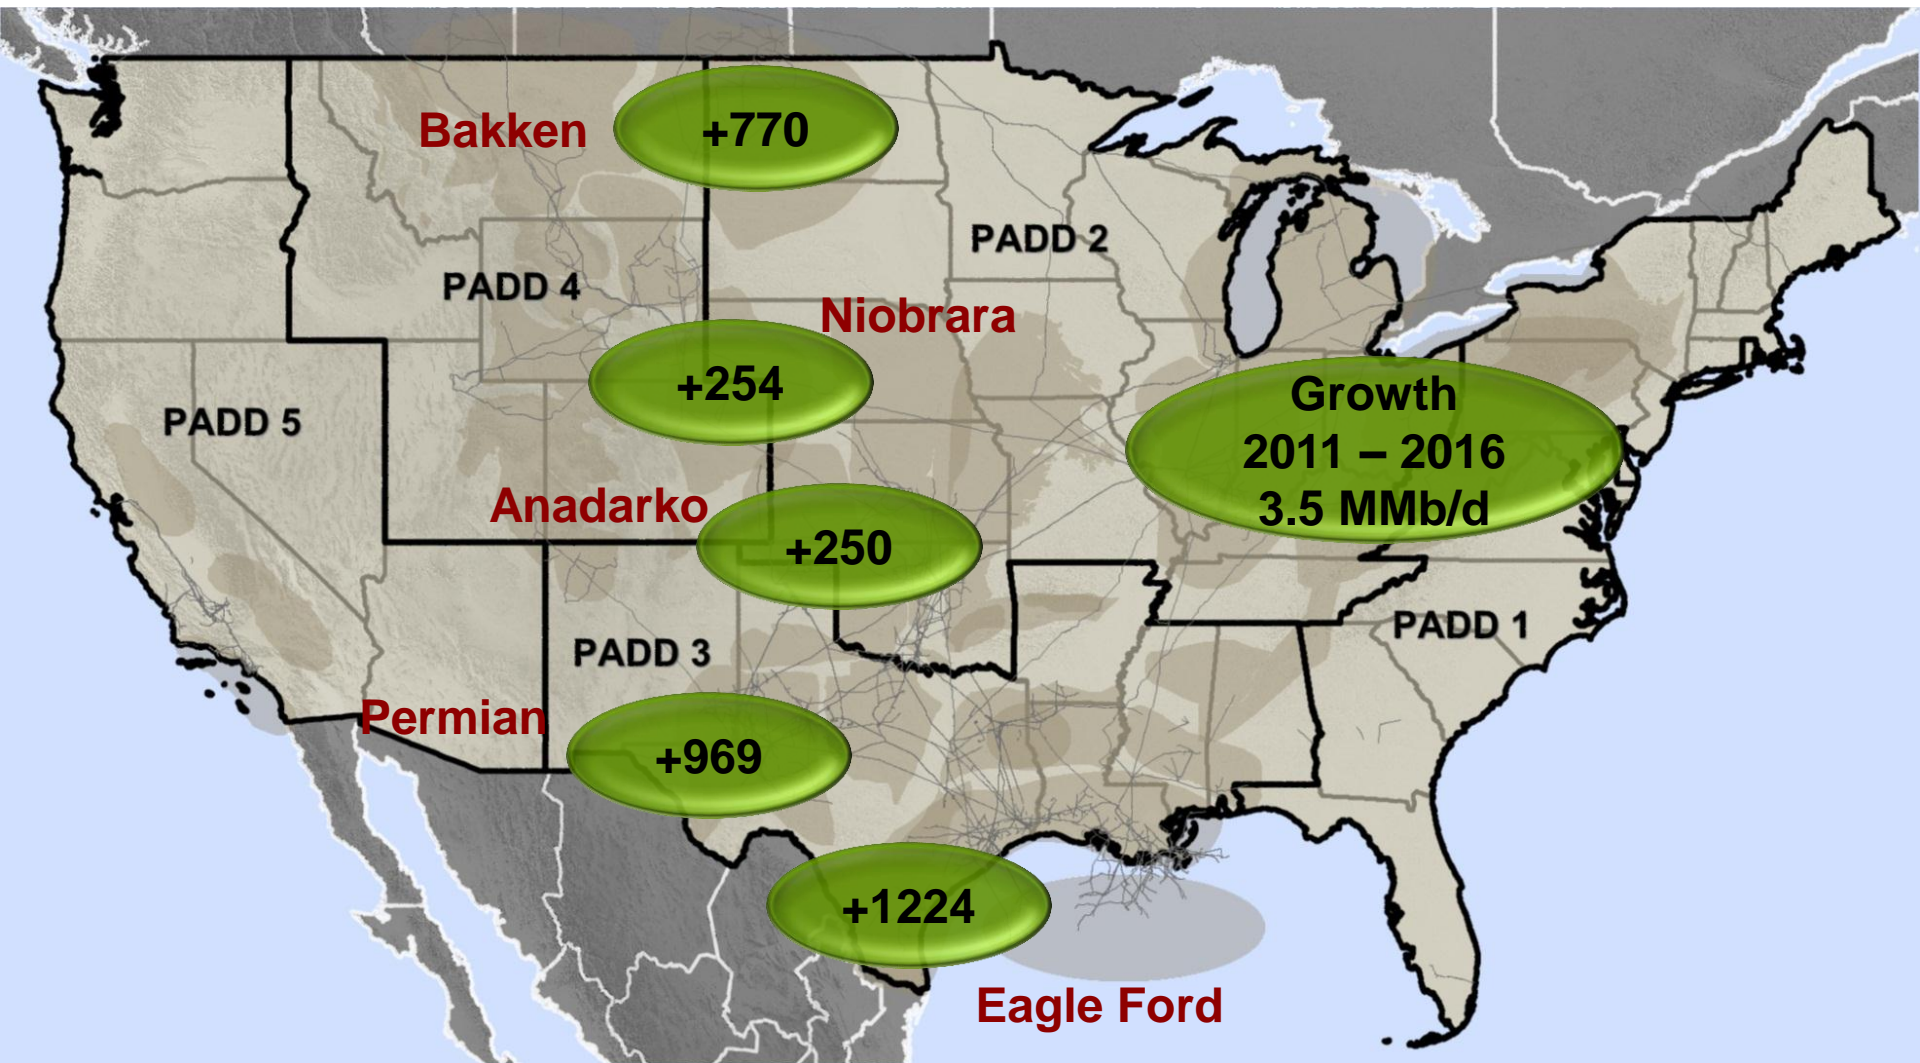 Bakken
+770
PADD 2
PADD 4
Niobrara
+254
Growth
2011 – 2016
3.5 MMb/d
PADD 5
Anadarko
+250
PADD 1
PADD 3
Permian
+969
+1224
Eagle Ford